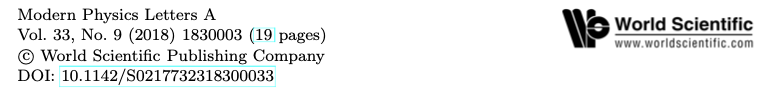 Modern Physics Letters A
Vol. 33, No. 9 (2018) 1830003 (19 pages)
© World Scientific Publishing Company
DOI: 10.1142/S0217732318300033
World Scientific
www.worldscientific.com